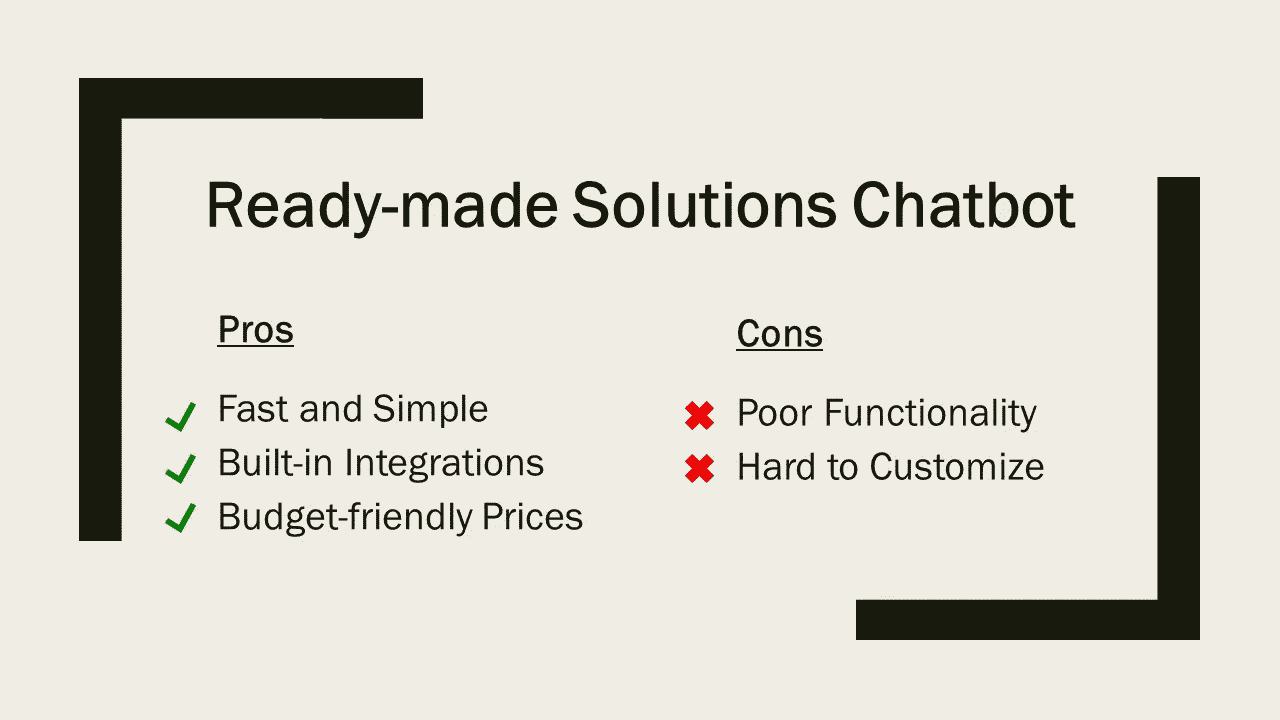 Ready-made Solutions Chatbot
Pros
Fast and Simple
Built-in Integrations
Budget-friendly Prices
Cons
Poor Functionality
Hard to Customize